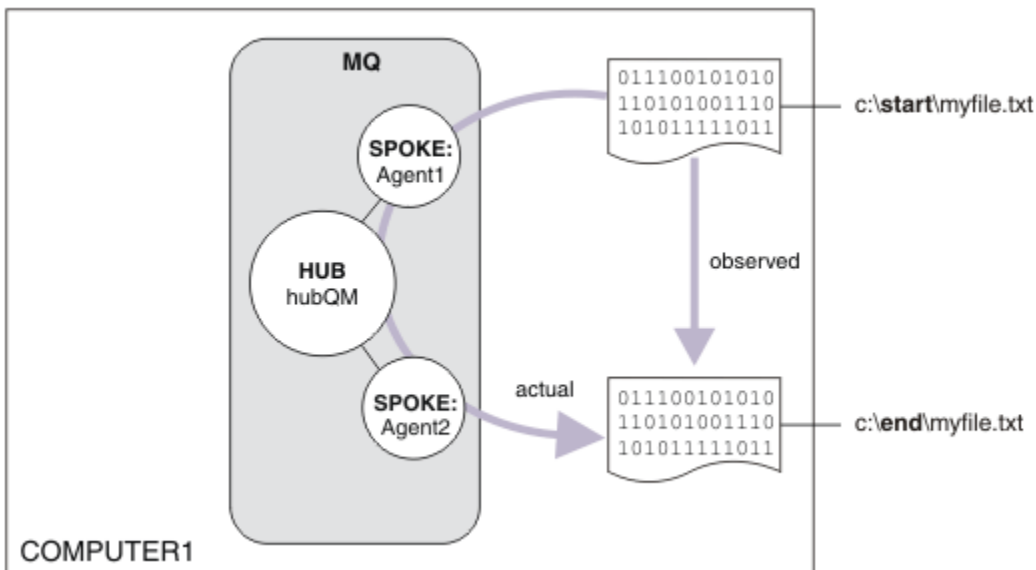 MQ
011100101010
110101001110
101011111011
c:\start\myfile.txt
SPOKE:
Agent1
HUB
hubQM
observed
SPOKE:
Agent2
actual
011100101010
110101001110
101011111011
c:\end\myfile.txt
COMPUTER1